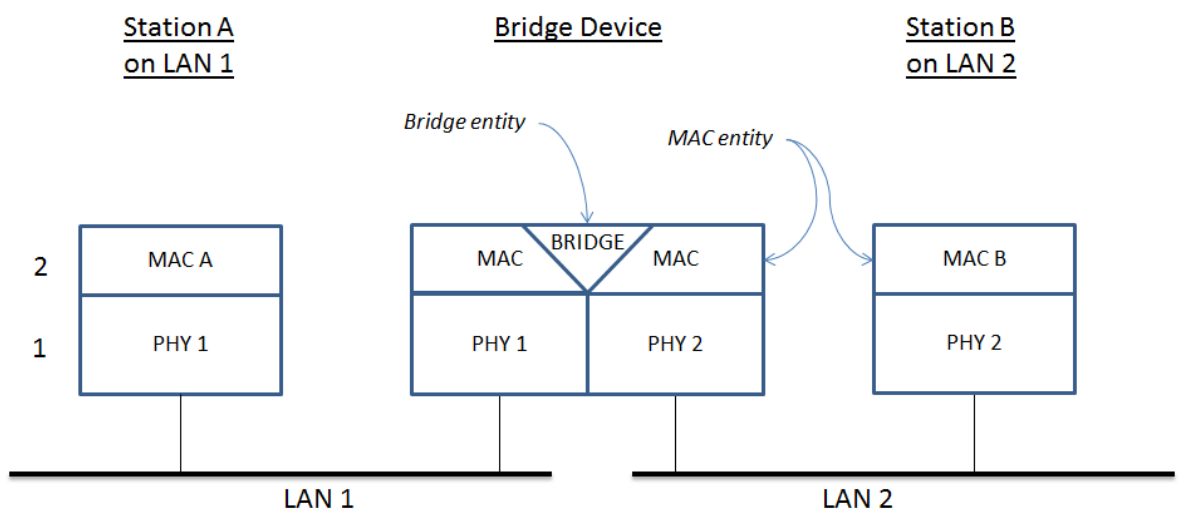 Station A
on LAN 1
Bridge Device
Station B
on LAN 2
Bridge entity
MAC entity
2
MAC A
MAC
BRIDGE
MAC
MAC B
1
PHY 1
PHY 1
PHY 2
PHY 2
LAN 1
LAN 2